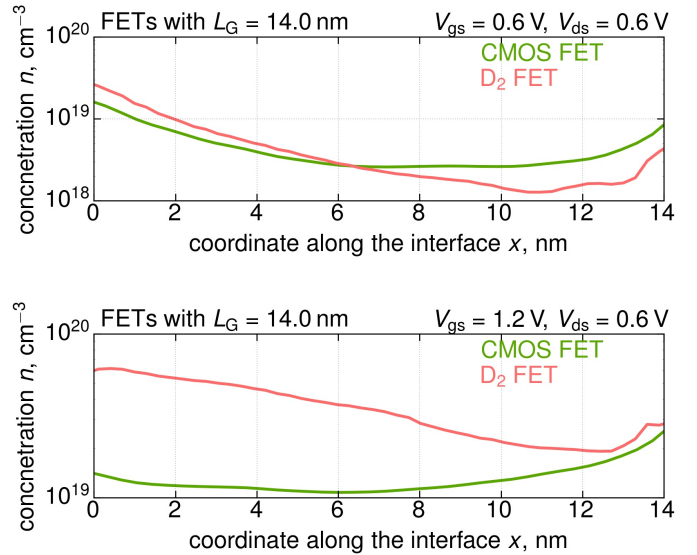 FETs with L_G = 14.0 nm V_gs = 0.6 V, V_ds = 0.6 V
10^20
CMOS FET
D_2 FET
10^19
10^18
concnetration n, cm^−3
0 2 4 6 8 10 12 14
coordinate along the interface x, nm
FETs with L_G = 14.0 nm V_gs = 1.2 V, V_ds = 0.6 V
10^20
CMOS FET
D_2 FET
10^19
concnetration n, cm^−3
0 2 4 6 8 10 12 14
coordinate along the interface x, nm